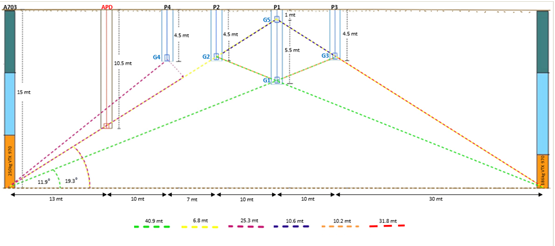 A703 APD P4 P2 P1 P3
1 mt
G5
4.5 mt 4.5 mt 4.5 mt
G4 G2 5.5 mt G3
10.5 mt
G1
15 mt
11.9° 19.3°
13 mt 10 mt 7 mt 10 mt 10 mt 30 mt
40.9 mt 6.8 mt 25.3 mt 10.6 mt 10.2 mt 31.8 mt